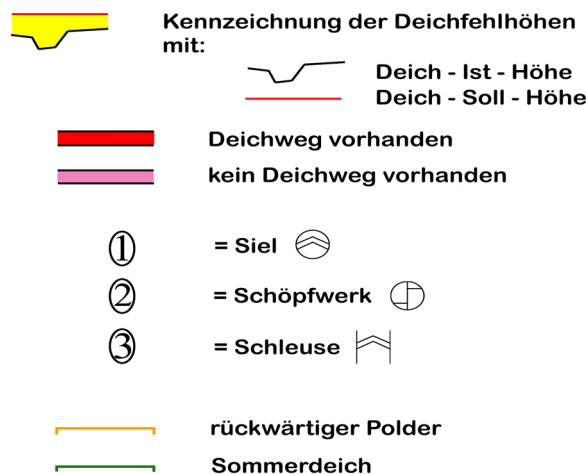 Kennzeichnung der Deichfehlhöhen
mit:
Deich - Ist - Höhe
Deich - Soll - Höhe
Deichweg vorhanden
kein Deichweg vorhanden
① = Siel
② = Schöpfwerk
③ = Schleuse
rückwärtiger Polder
Sommerdeich